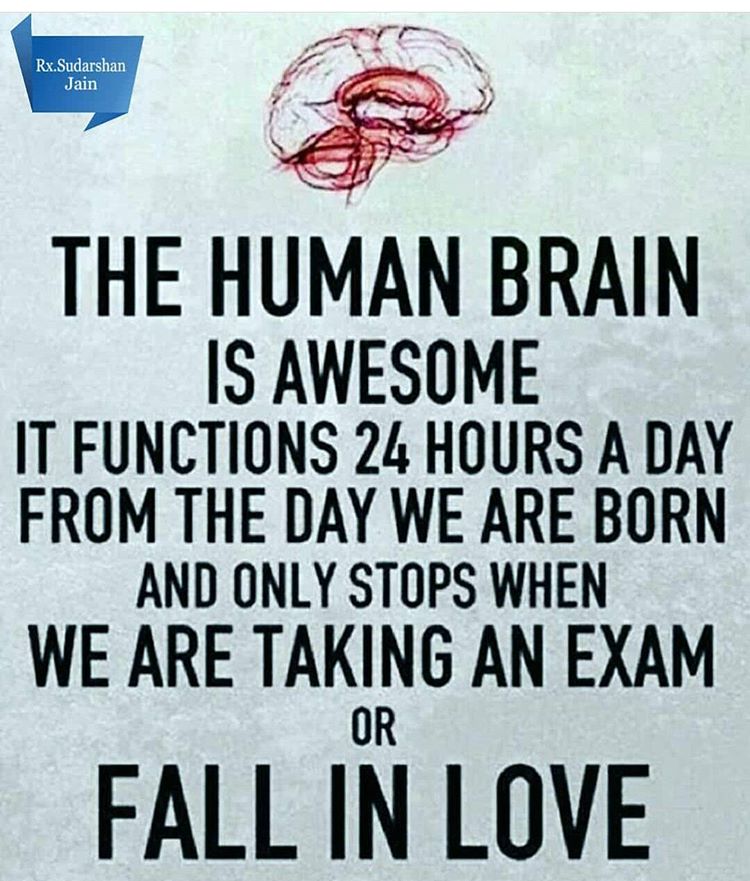 Rx.Sudarshan
Jain
THE HUMAN BRAIN
IS AWESOME
IT FUNCTIONS 24 HOURS A DAY
FROM THE DAY WE ARE BORN
AND ONLY STOPS WHEN
WE ARE TAKING AN EXAM
OR
FALL IN LOVE